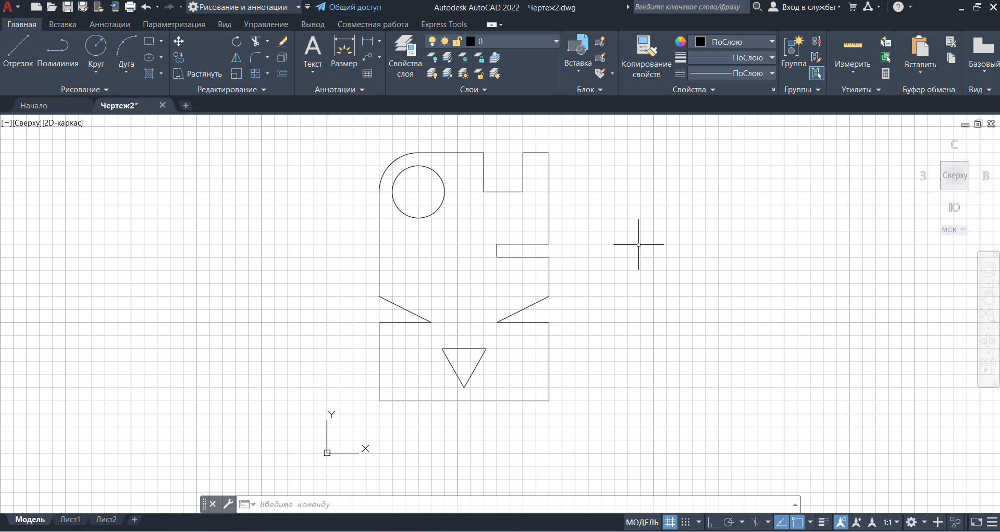 Рисование и аннотации
Общий доступ
Autodesk AutoCAD 2022 Чертеж2.dwg
Введите ключевое слово/фразу
Вход в службы
Главная Вставка Аннотации Параметризация Вид Управление Вывод Совместная работа Express Tools
Отрезок Полилиния Круг Дуга
Растянуть
Текст Размер
Свойства слоя
0
Вставка
Копирование свойств
ПоСлою
ПоСлою
ПоСлою
Группа
Измерить
Вставить
Базовый
Рисование Редактирование Аннотации Слои Блок Свойства Группы Утилиты Буфер обмена Вид
Начало Чертеж2*
[−][Сверху][2D-каркас]
С
З Сверху В
Ю
МСК
Y
X
Введите команду
Модель Лист1 Лист2
МОДЕЛЬ 1:1